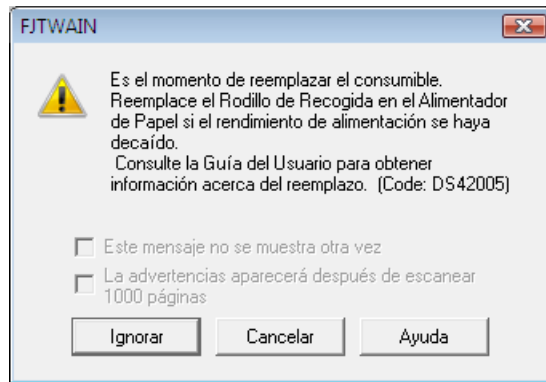 FJTWAIN
Es el momento de reemplazar el consumible.
Reemplace el Rodillo de Recogida en el Alimentador
de Papel si el rendimiento de alimentación se haya
decaído.
Consulte la Guía del Usuario para obtener
información acerca del reemplazo. (Code: DS42005)
Este mensaje no se muestra otra vez
La advertencias aparecerá después de escanear
1000 páginas
Ignorar Cancelar Ayuda